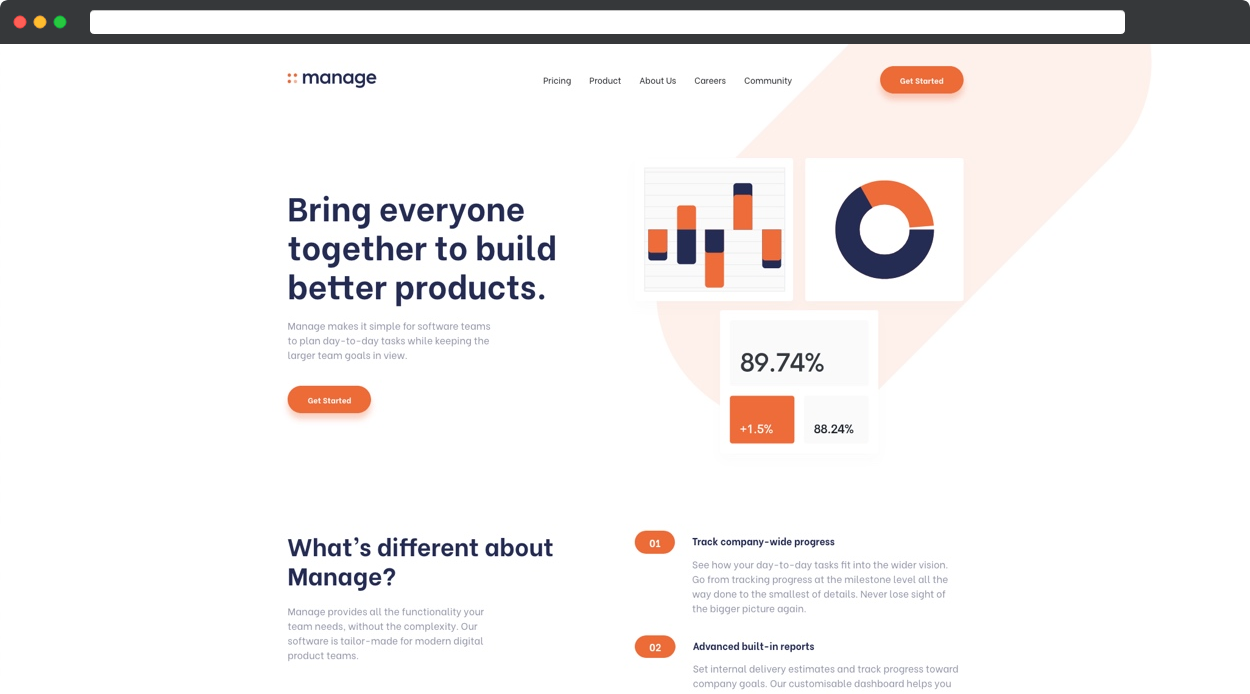 manage
Pricing
Product
About Us
Careers
Community
Get Started
Bring everyone
together to build
better products.
Manage makes it simple for software teams
to plan day-to-day tasks while keeping the
larger team goals in view.
Get Started
89.74%
+1.5%
88.24%
What's different about
Manage?
Manage provides all the functionality your
team needs, without the complexity. Our
software is tailor-made for modern digital
product teams.
01
Track company-wide progress
See how your day-to-day tasks fit into the wider vision.
Go from tracking progress at the milestone level all the
way done to the smallest of details. Never lose sight of
the bigger picture again.
02
Advanced built-in reports
Set internal delivery estimates and track progress toward
company goals. Our customisable dashboard helps you